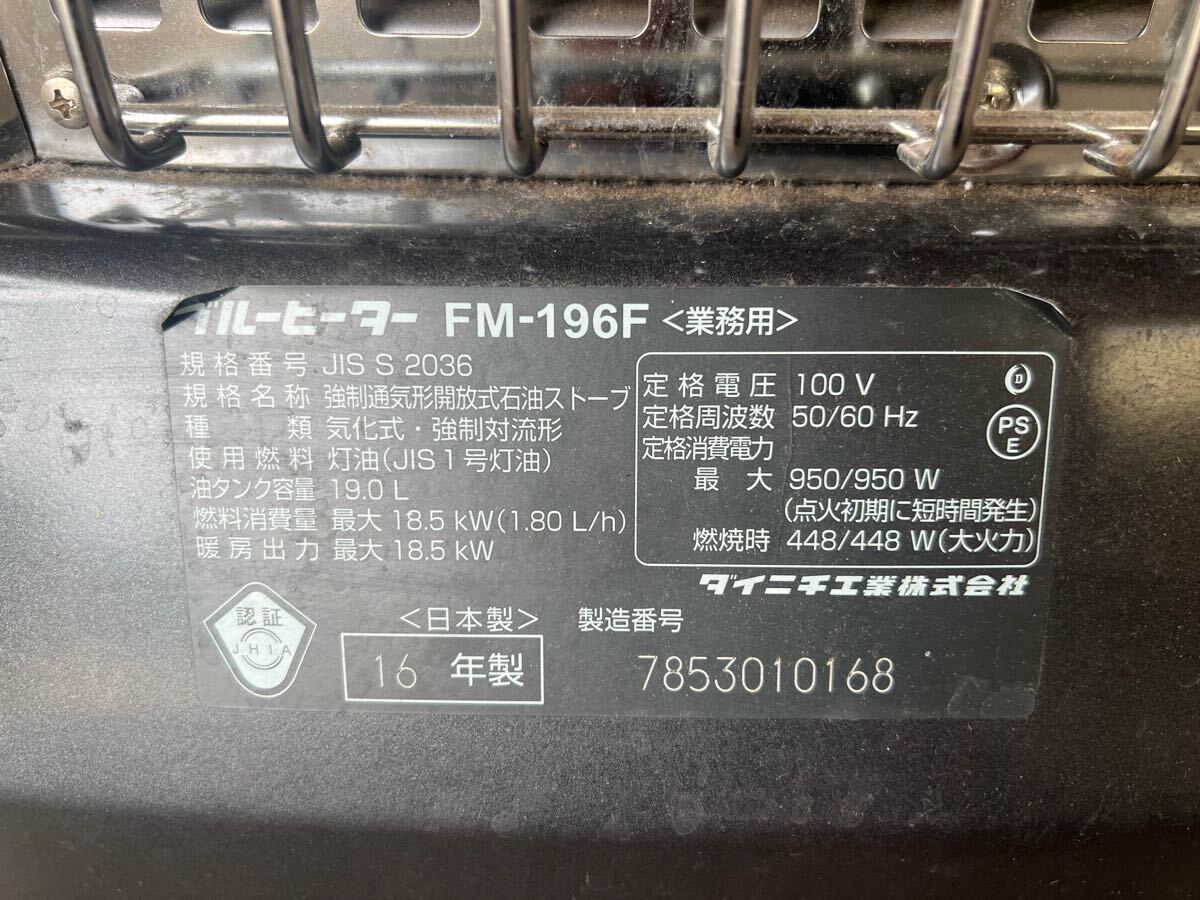 ブルーヒーター FM-196F <業務用>
規格番号 JIS S 2036
規格名称 強制通気形開放式石油ストーブ
種類 気化式・強制対流形
使用燃料 灯油(JIS1号灯油)
油タンク容量 19.0 L
燃料消費量 最大 18.5 kW(1.80 L/h)
暖房出力 最大 18.5 kW
定格電圧 100 V
定格周波数 50/60 Hz
定格消費電力
最大 950/950 W
(点火初期に短時間発生)
燃焼時 448/448 W(大火力)
D
PS
E
ダイニチ工業株式会社
認証
JHIA
<日本製> 製造番号
16 年製 7853010168